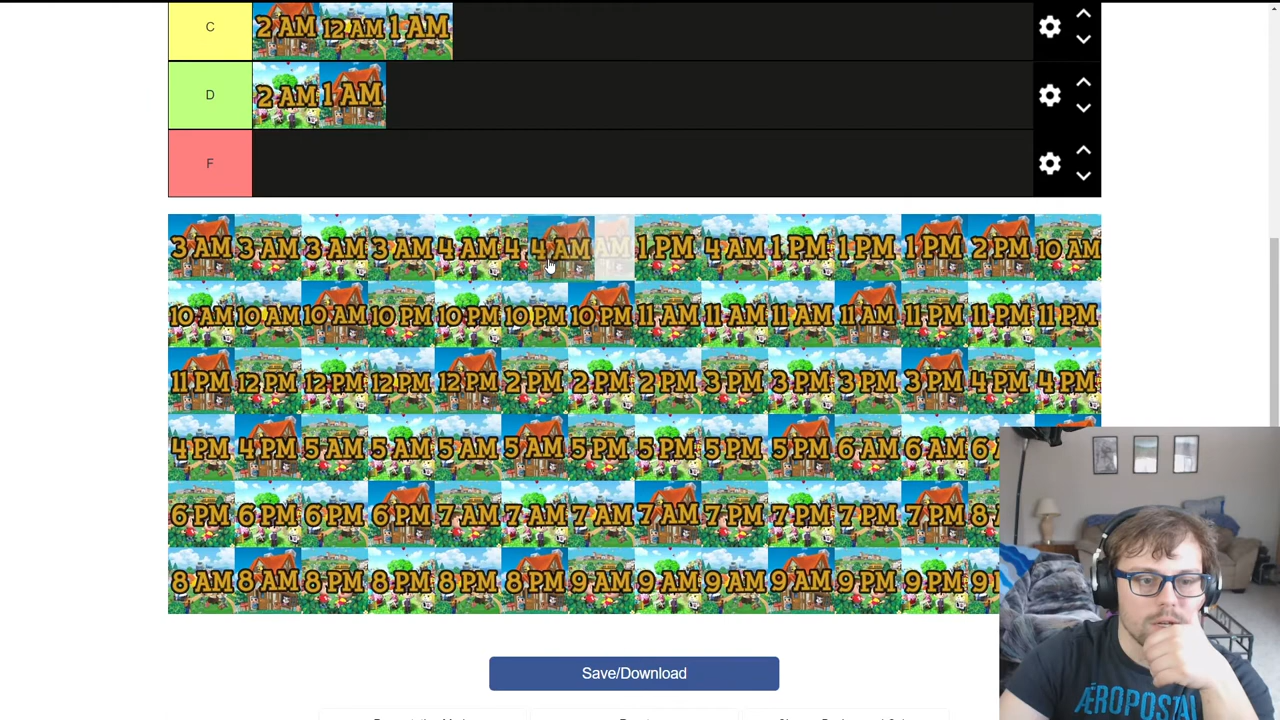 C
2 AM 12 AM 1 AM
D
2 AM 1 AM
F
3 AM 3 AM 3 AM 3 AM 4 AM 4 4 AM AM 1 PM 4 AM 1 PM 1 PM 1 PM 2 PM 10 AM
10 AM 10 AM 10 AM 10 PM 10 PM 10 PM 10 PM 11 AM 11 AM 11 AM 11 AM 11 PM 11 PM 11 PM
11 PM 12 PM 12 PM 12 PM 12 PM 2 PM 2 PM 2 PM 3 PM 3 PM 3 PM 3 PM 4 PM 4 PM
4 PM 4 PM 5 AM 5 AM 5 AM 5 AM 5 PM 5 PM 5 PM 5 PM 6 AM 6 AM 6
6 PM 6 PM 6 PM 6 PM 7 AM 7 AM 7 AM 7 AM 7 PM 7 PM 7 PM 7 PM 8
8 AM 8 AM 8 PM 8 PM 8 PM 8 PM 9 AM 9 AM 9 AM 9 AM 9 PM 9 PM 9
Save/Download
AÉROPOSTAL